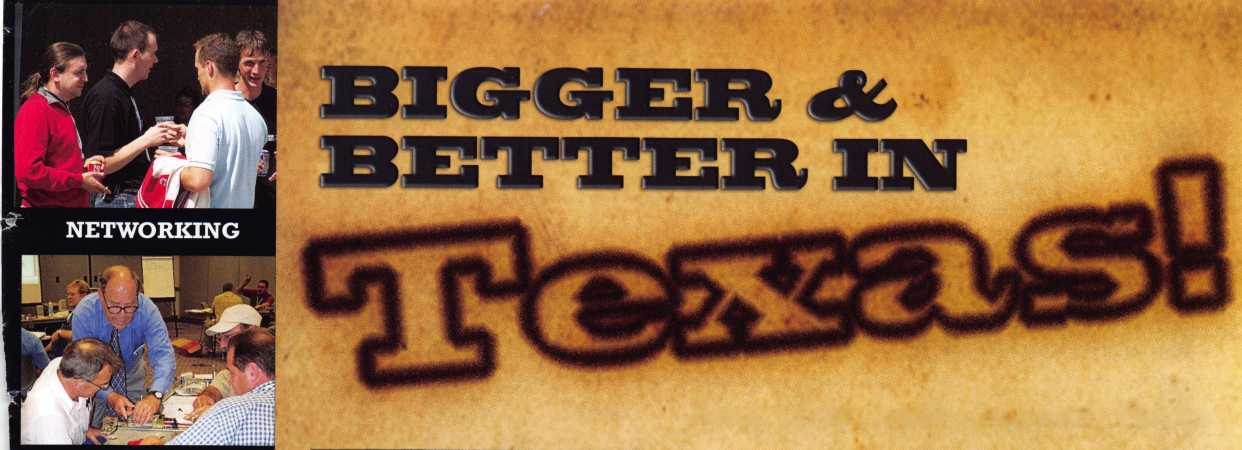 BIGGER &
BETTER IN
Texas!
NETWORKING